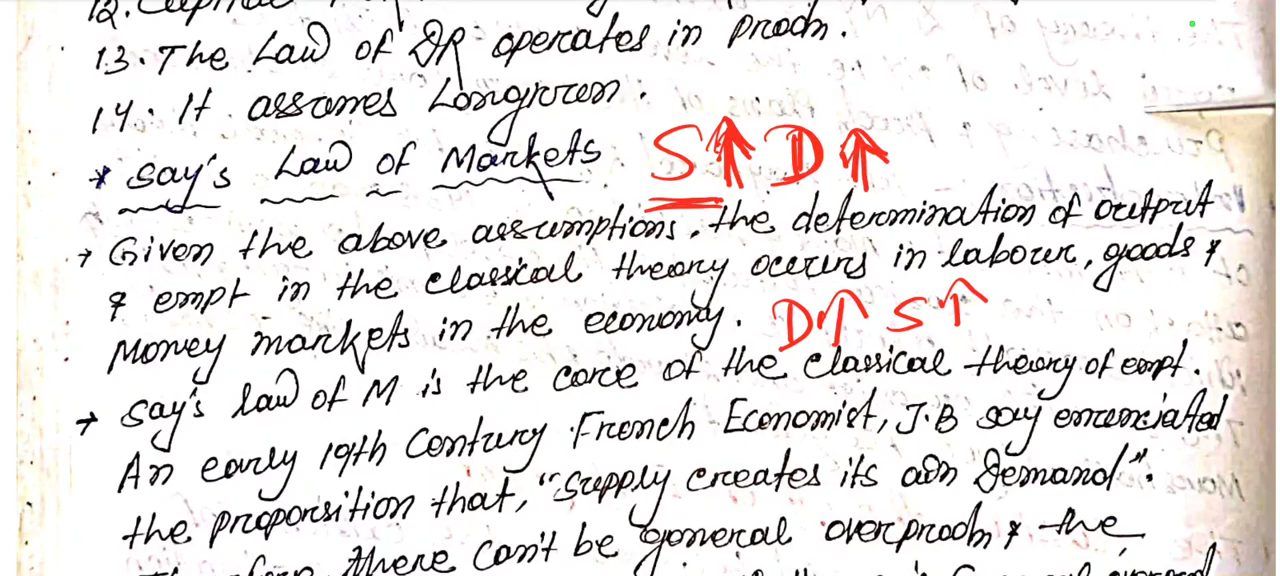 12.
13. The Law of DR operates in prodn.
14. It assumes Longrun.
* Say's Law of Markets S↑ D↑
→ Given the above assumptions, the determination of output
& empt in the classical theory occurs in labour, goods &
Money markets in the economy. D↑ S↑
→ Say's law of M is the core of the classical theory of empt.
An early 19th Century French Economist, J.B say enunciated
the proporsition that, "supply creates its own Demand".
there can't be general overprodn & the